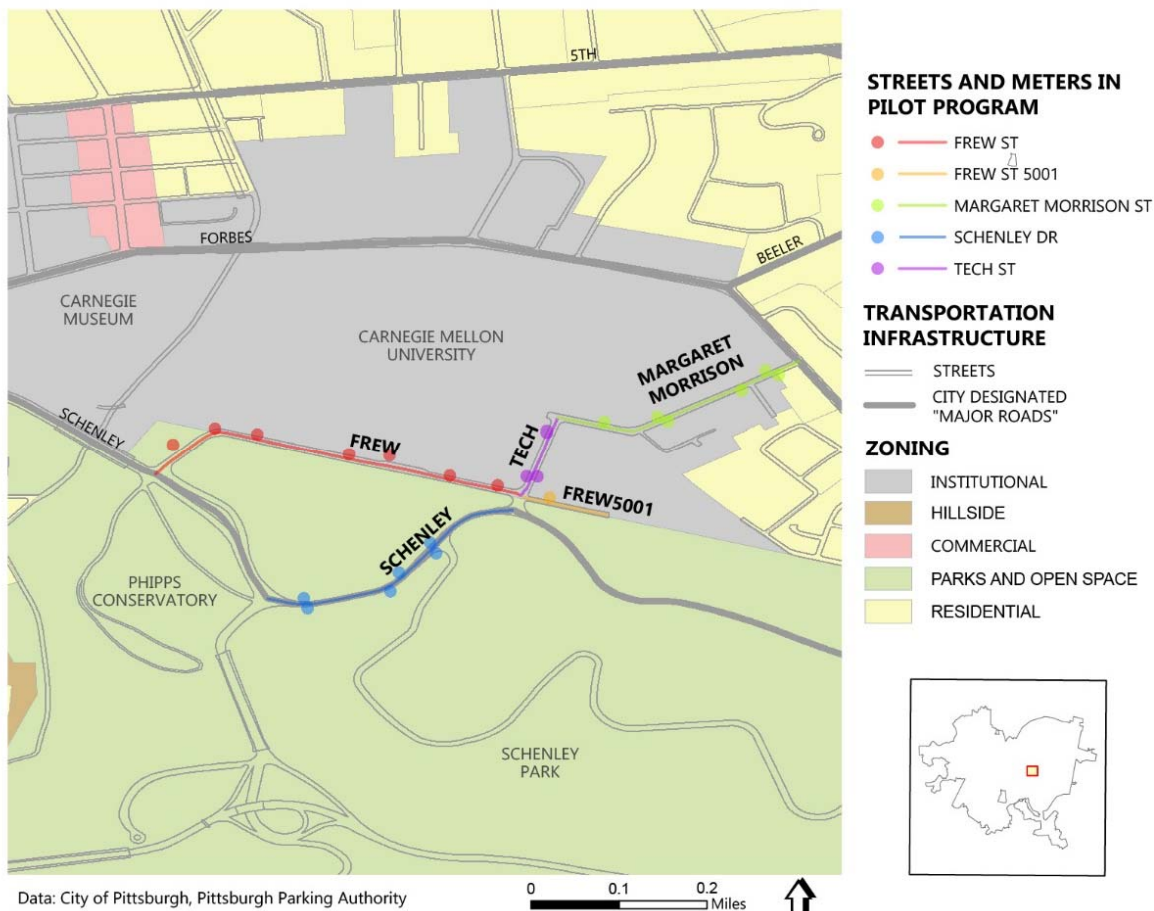 5TH
FORBES
BEELER
CARNEGIE
MUSEUM
CARNEGIE MELLON
UNIVERSITY
MARGARET
MORRISON
SCHENLEY
FREW
TECH
FREW5001
SCHENLEY
PHIPPS
CONSERVATORY
SCHENLEY
PARK
STREETS AND METERS IN
PILOT PROGRAM
FREW ST
FREW ST 5001
MARGARET MORRISON ST
SCHENLEY DR
TECH ST
TRANSPORTATION
INFRASTRUCTURE
STREETS
CITY DESIGNATED
"MAJOR ROADS"
ZONING
INSTITUTIONAL
HILLSIDE
COMMERCIAL
PARKS AND OPEN SPACE
RESIDENTIAL
Data: City of Pittsburgh, Pittsburgh Parking Authority
0 0.1 0.2
Miles